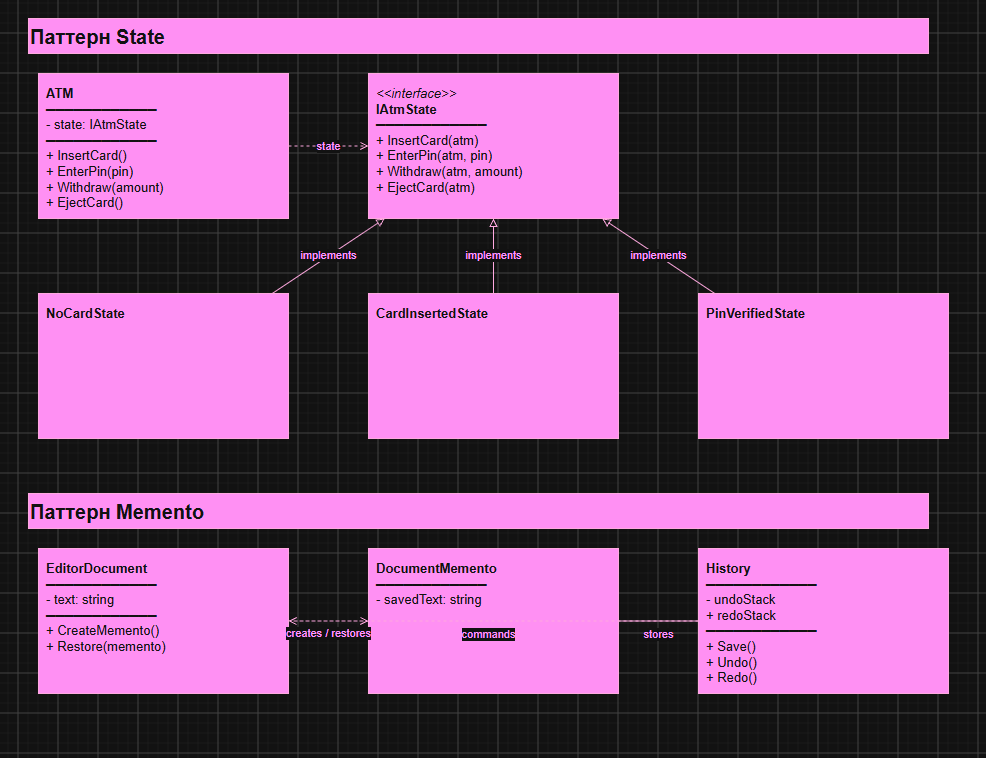 Паттерн State
ATM
- state: IAtmState
+ InsertCard()
+ EnterPin(pin)
+ Withdraw(amount)
+ EjectCard()
state
<<interface>>
IAtmState
+ InsertCard(atm)
+ EnterPin(atm, pin)
+ Withdraw(atm, amount)
+ EjectCard(atm)
implements
implements
implements
NoCardState
CardInsertedState
PinVerifiedState
Паттерн Memento
EditorDocument
- text: string
+ CreateMemento()
+ Restore(memento)
creates / restores
DocumentMemento
- savedText: string
commands
stores
History
- undoStack
+ redoStack
+ Save()
+ Undo()
+ Redo()